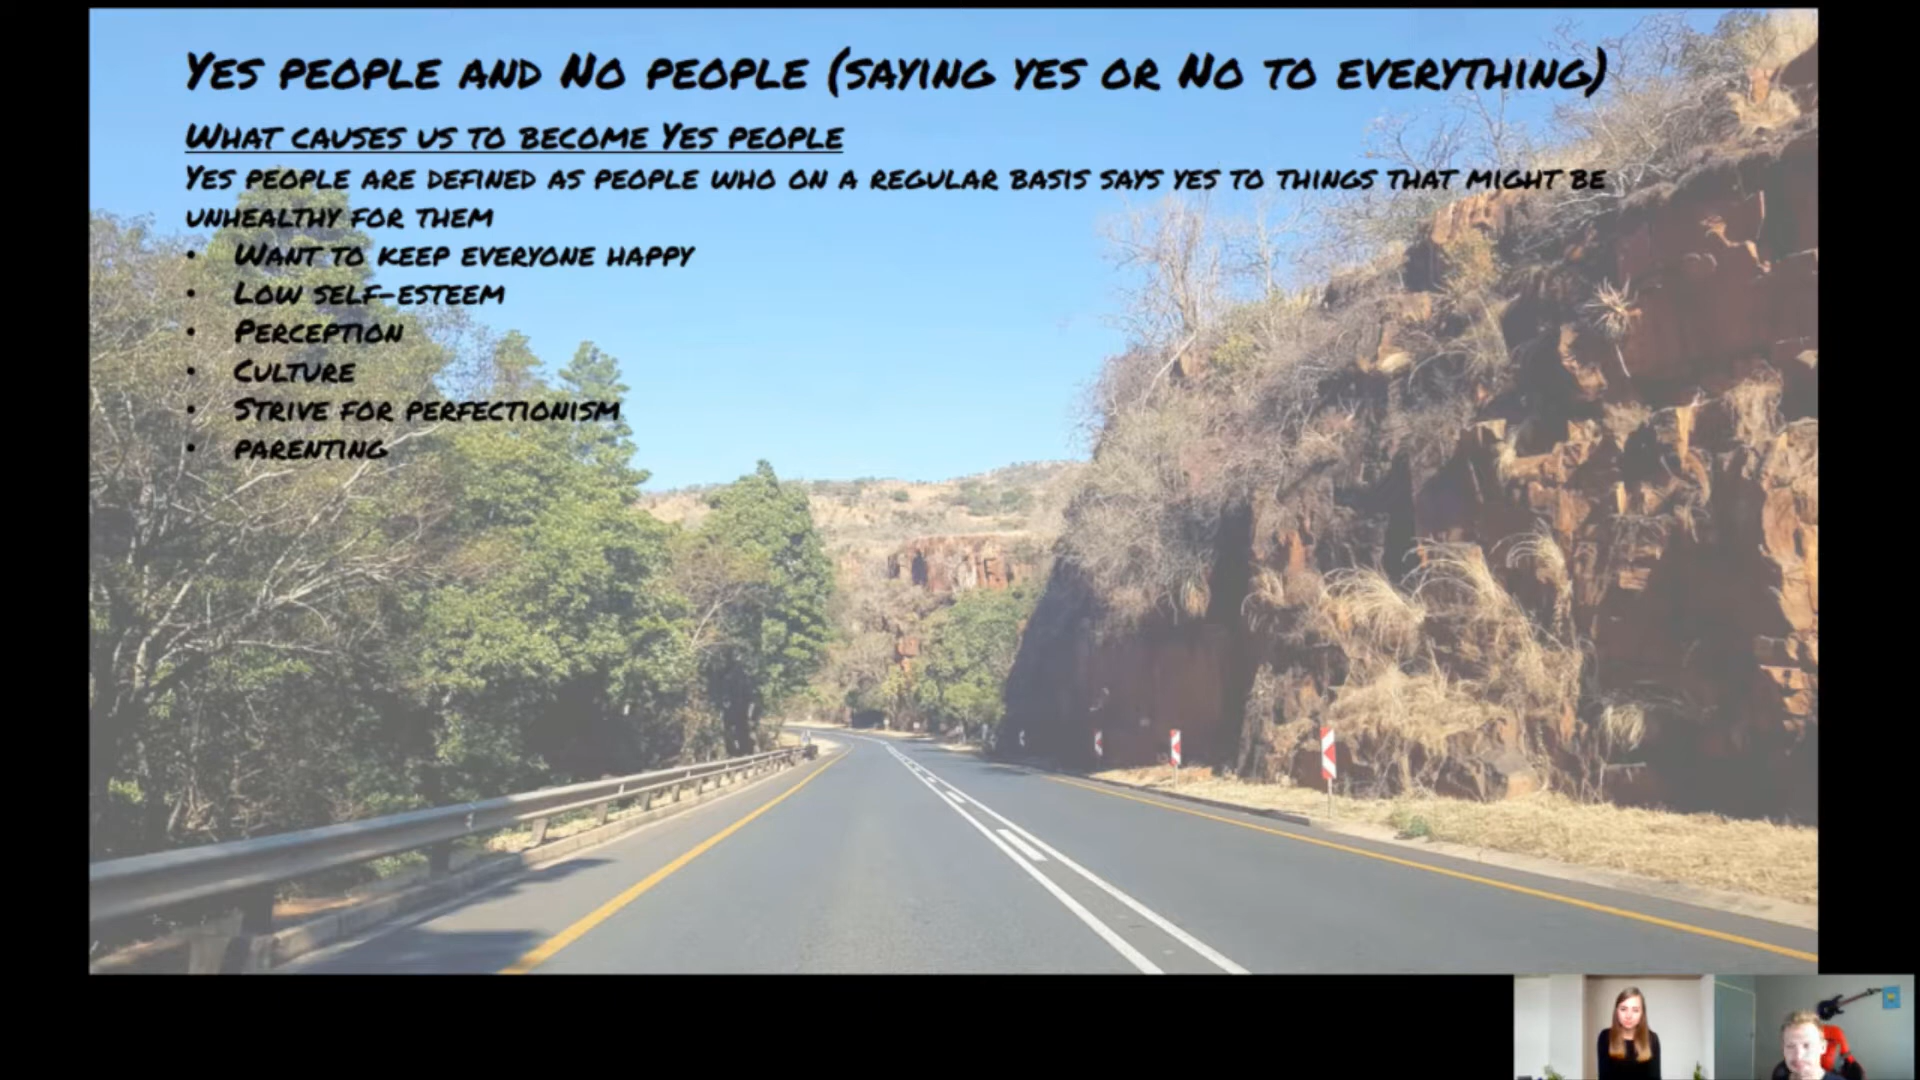 Yes people and No people (saying yes or No to everything)
What causes us to become Yes people
Yes people are defined as people who on a regular basis says yes to things that might be
unhealthy for them
• Want to keep everyone happy
• Low self-esteem
• Perception
• Culture
• Strive for perfectionism
• parenting